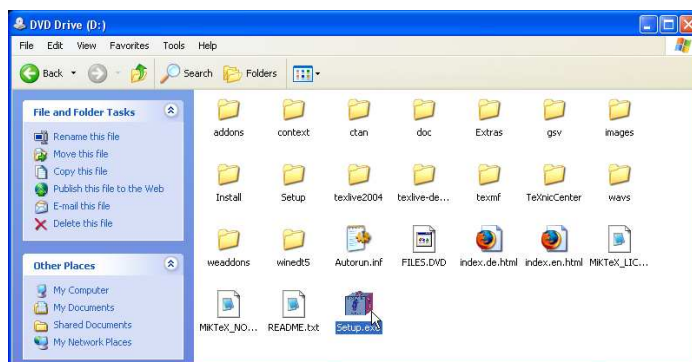 DVD Drive (D:)
File Edit View Favorites Tools Help
Back Search Folders
File and Folder Tasks
Rename this file
Move this file
Copy this file
Publish this file to the Web
E-mail this file
Delete this file
Other Places
My Computer
My Documents
Shared Documents
My Network Places
addons context ctan doc Extras gsv images
Install Setup texlive2004 texlive-de... texmf TeXnicCenter wavs
weaddons winedt5 Autorun.inf FILES.DVD index.de.html index.en.html MiKTeX_LIC...
MiKTeX_NO... README.txt Setup.exe